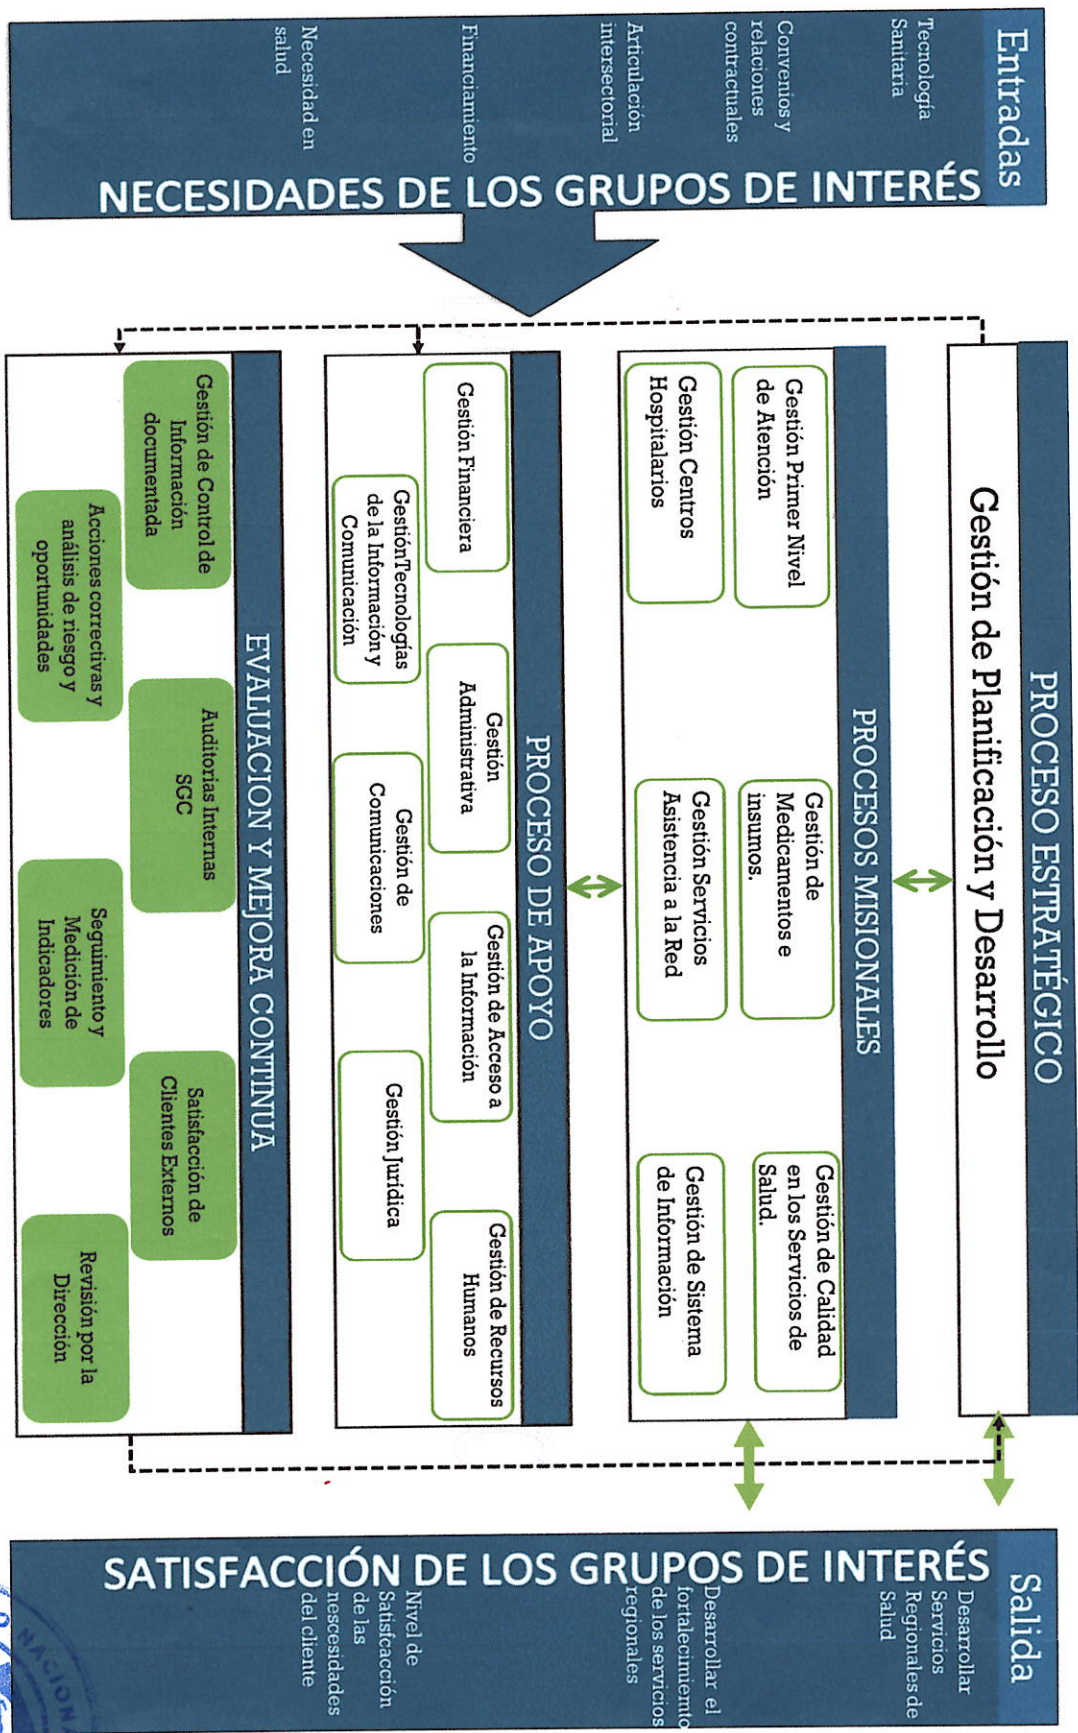 Entradas
Tecnología
Sanitaria
Convenios y
relaciones
contractuales
Articulación
intersectorial
Financiamiento
Necesidad en
salud
NECESIDADES DE LOS GRUPOS DE INTERÉS
PROCESO ESTRATÉGICO
Gestión de Planificación y Desarrollo
PROCESOS MISIONALES
Gestión Primer Nivel
de Atención
Gestión de
Medicamentos e
insumos.
Gestión de Calidad
en los Servicios de
Salud.
Gestión Centros
Hospitalarios
Gestión Servicios
Asistencia a la Red
Gestión de Sistema
de Información
PROCESO DE APOYO
Gestión Financiera
Gestión
Administrativa
Gestión de Acceso a
la Información
Gestión de Recursos
Humanos
GestiónTecnologías
de la Información y
Comunicación
Gestión de
Comunicaciones
Gestión Jurídica
EVALUACION Y MEJORA CONTINUA
Gestión de Control de
Información
documentada
Auditorias Internas
SGC
Satisfacción de
Clientes Externos
Acciones correctivas y
análisis de riesgo y
oportunidades
Seguimiento y
Medición de
Indicadores
Revisión por la
Dirección
Salida
Desarrollar
Servicios
Regionales de
Salud
Desarrollar el
fortalecimiemto
de los servicios
regionales
Nivel de
Satisfcacción
de las
nescesidades
del cliente
SATISFACCIÓN DE LOS GRUPOS DE INTERÉS
NACIONA